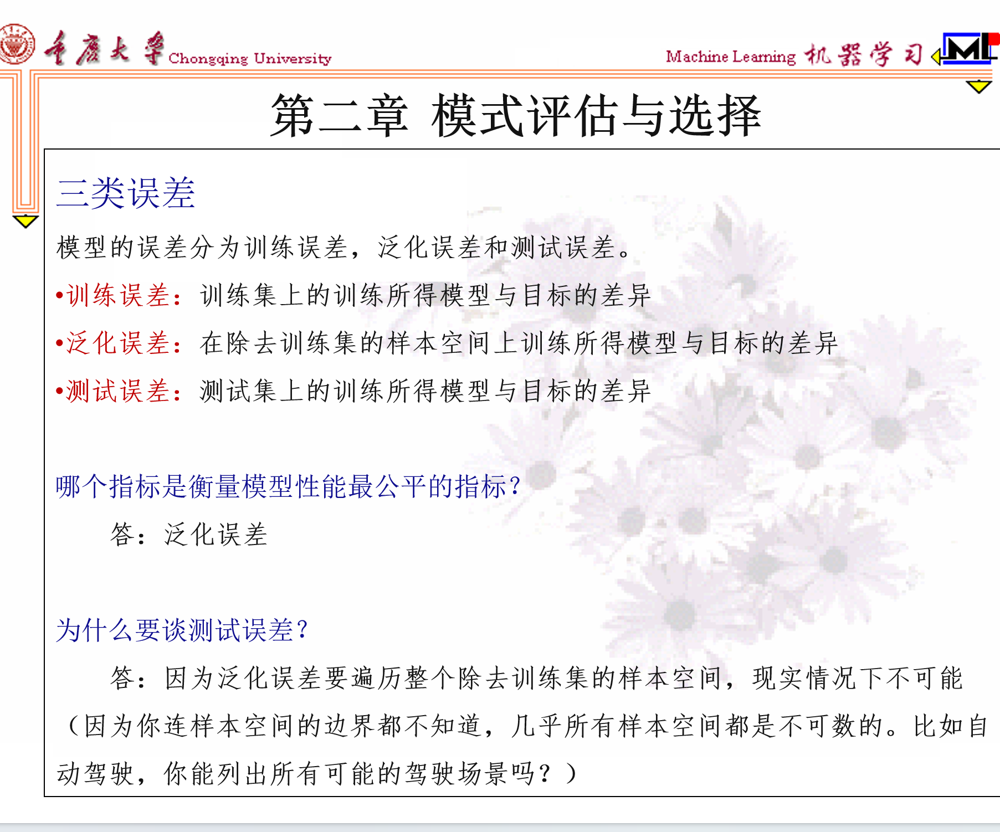 重庆大学 Chongqing University
Machine Learning 机器学习 ML
第二章 模式评估与选择
三类误差
模型的误差分为训练误差，泛化误差和测试误差。
•训练误差：训练集上的训练所得模型与目标的差异
•泛化误差：在除去训练集的样本空间上训练所得模型与目标的差异
•测试误差：测试集上的训练所得模型与目标的差异
哪个指标是衡量模型性能最公平的指标？
答：泛化误差
为什么要谈测试误差？
答：因为泛化误差要遍历整个除去训练集的样本空间，现实情况下不可能
（因为你连样本空间的边界都不知道，几乎所有样本空间都是不可数的。比如自
动驾驶，你能列出所有可能的驾驶场景吗？）